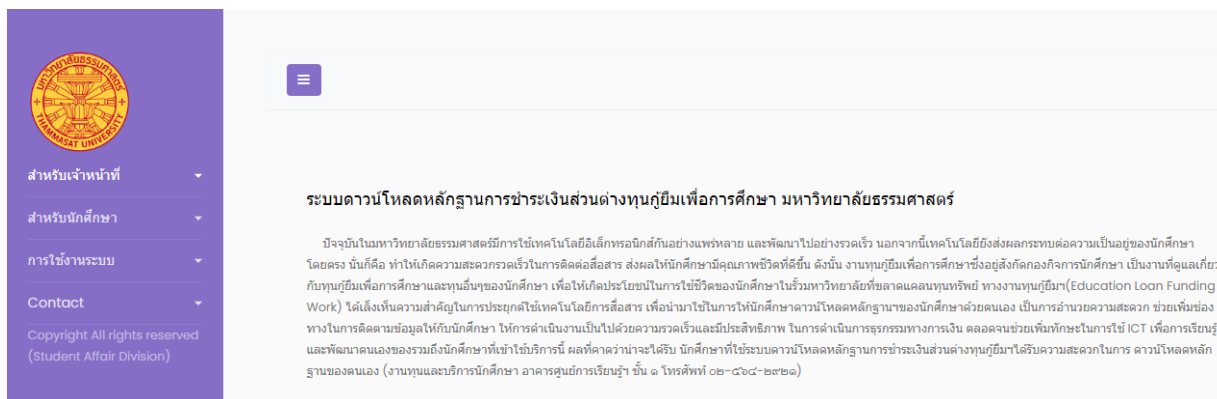 มหาวิทยาลัยธรรมศาสตร์
THAMMASAT UNIVERSITY
สำหรับเจ้าหน้าที่
สำหรับนักศึกษา
การใช้งานระบบ
Contact
Copyright All rights reserved
(Student Affair Division)
ระบบดาวน์โหลดหลักฐานการชำระเงินส่วนต่างทุนกู้ยืมเพื่อการศึกษา มหาวิทยาลัยธรรมศาสตร์
ปัจจุบันในมหาวิทยาลัยธรรมศาสตร์มีการใช้เทคโนโลยีอิเล็กทรอนิกส์กันอย่างแพร่หลาย และพัฒนาไปอย่างรวดเร็ว นอกจากนี้เทคโนโลยียังส่งผลกระทบต่อความเป็นอยู่ของนักศึกษา
โดยตรง นั่นก็คือ ทำให้เกิดความสะดวกรวดเร็วในการติดต่อสื่อสาร ส่งผลให้นักศึกษามีคุณภาพชีวิตที่ดีขึ้น ดังนั้น งานทุนกู้ยืมเพื่อการศึกษาซึ่งอยู่สังกัดกองกิจการนักศึกษา เป็นงานที่ดูแลเกี่ยว
กับทุนกู้ยืมเพื่อการศึกษาและทุนอื่นๆของนักศึกษา เพื่อให้เกิดประโยชน์ในการใช้ชีวิตของนักศึกษาในรั้วมหาวิทยาลัยที่ขลาดแคลนทุนทรัพย์ ทางงานทุนกู้ยืมฯ(Education Loan Funding
Work) ได้เล็งเห็นความสำคัญในการประยุกต์ใช้เทคโนโลยีการสื่อสาร เพื่อนำมาใช้ในการให้นักศึกษาดาวน์โหลดหลักฐานฯของนักศึกษาด้วยตนเอง เป็นการอำนวยความสะดวก ช่วยเพิ่มช่อง
ทางในการติดตามข้อมูลให้กับนักศึกษา ให้การดำเนินงานเป็นไปด้วยความรวดเร็วและมีประสิทธิภาพ ในการดำเนินการธุรกรรมทางการเงิน ตลอดจนช่วยเพิ่มทักษะในการใช้ ICT เพื่อการเรียนรู้
และพัฒนาตนเองของรวมถึงนักศึกษาที่เข้าใช้บริการนี้ ผลที่คาดว่าน่าจะได้รับ นักศึกษาที่ใช้ระบบดาวน์โหลดหลักฐานการชำระเงินส่วนต่างทุนกู้ยืมฯได้รับความสะดวกในการ ดาวน์โหลดหลัก
ฐานของตนเอง (งานทุนและบริการนักศึกษา อาคารศูนย์การเรียนรู้ฯ ชั้น ๑ โทรศัพท์ ๐๒-๕๖๔-๒๙๒๑)